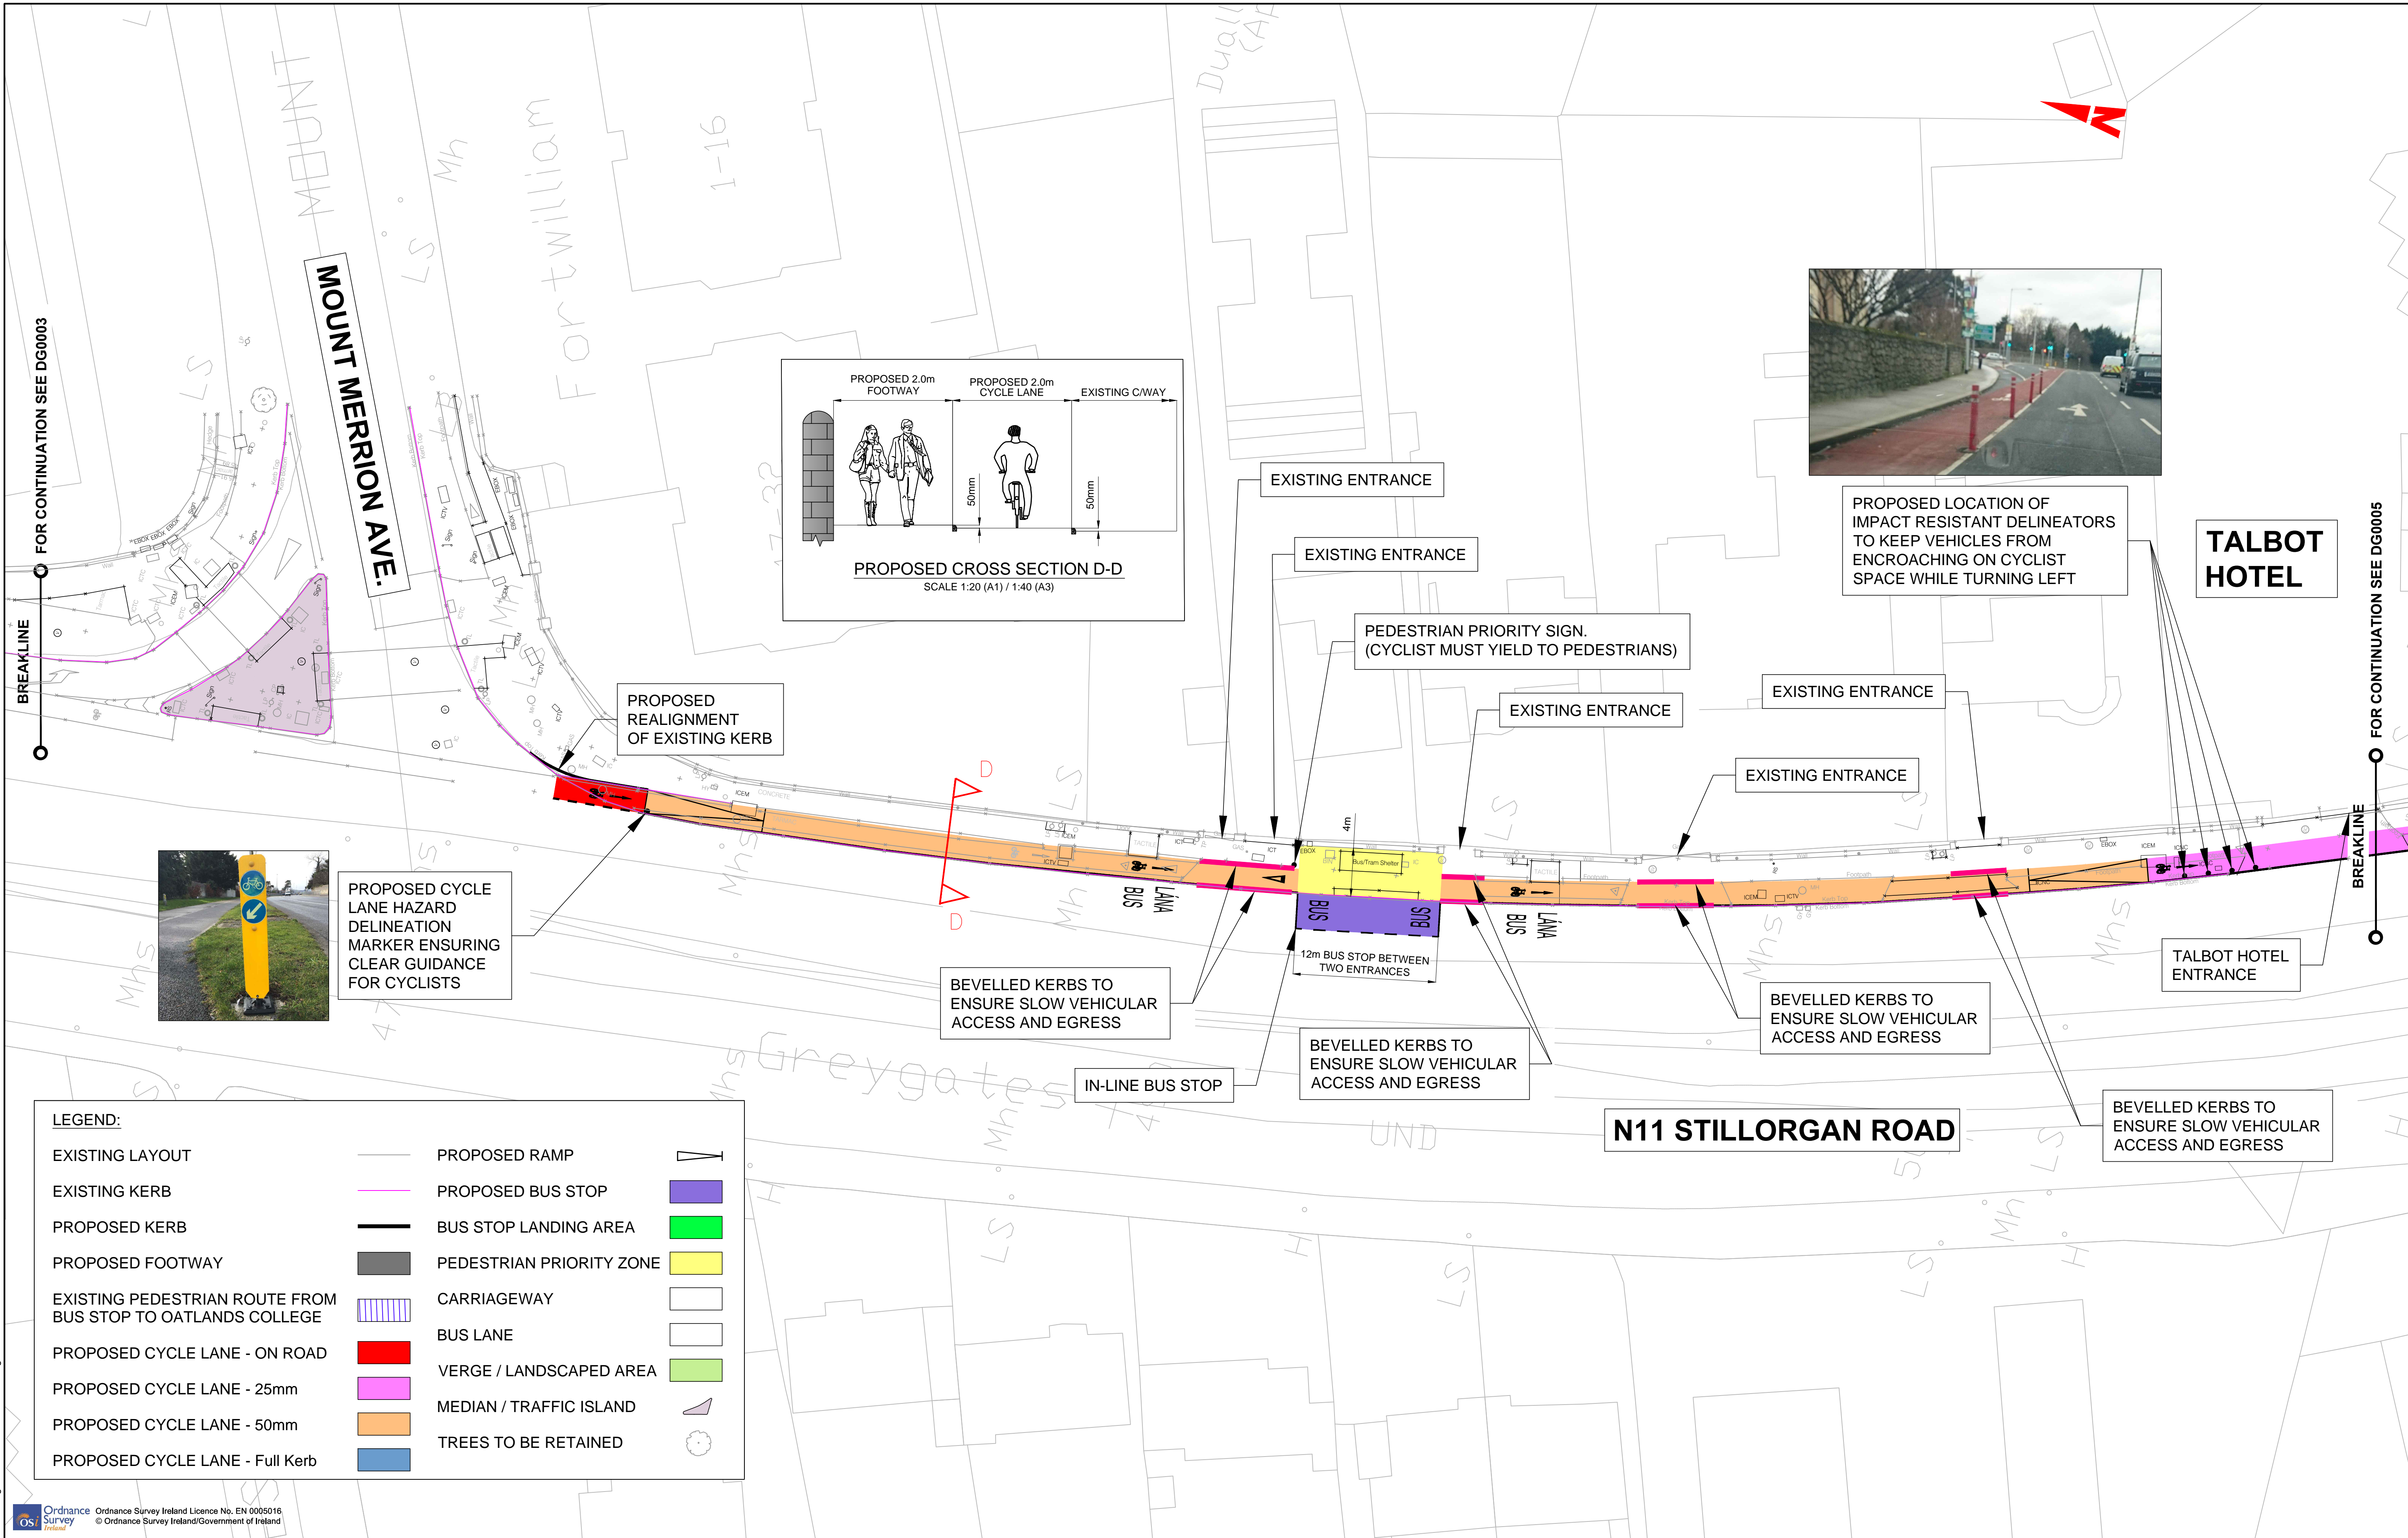 FOR CONTINUATION SEE DG0003
BREAKLINE
MOUNT
MOUNT MERRION AVE.
Fortwilliam
1-16
PROPOSED 2.0m
FOOTWAY
PROPOSED 2.0m
CYCLE LANE
EXISTING C/WAY
50mm
50mm
PROPOSED CROSS SECTION D-D
SCALE 1:20 (A1) / 1:40 (A3)
N
EXISTING ENTRANCE
EXISTING ENTRANCE
PEDESTRIAN PRIORITY SIGN.
(CYCLIST MUST YIELD TO PEDESTRIANS)
EXISTING ENTRANCE
EXISTING ENTRANCE
EXISTING ENTRANCE
PROPOSED LOCATION OF
IMPACT RESISTANT DELINEATORS
TO KEEP VEHICLES FROM
ENCROACHING ON CYCLIST
SPACE WHILE TURNING LEFT
TALBOT
HOTEL
FOR CONTINUATION SEE DG0005
BREAKLINE
PROPOSED
REALIGNMENT
OF EXISTING KERB
D
D
4m
Bus/Tram Shelter
BUS
LÁNA
BUS
BUS
BUS
LÁNA
12m BUS STOP BETWEEN
TWO ENTRANCES
PROPOSED CYCLE
LANE HAZARD
DELINEATION
MARKER ENSURING
CLEAR GUIDANCE
FOR CYCLISTS
BEVELLED KERBS TO
ENSURE SLOW VEHICULAR
ACCESS AND EGRESS
IN-LINE BUS STOP
BEVELLED KERBS TO
ENSURE SLOW VEHICULAR
ACCESS AND EGRESS
BEVELLED KERBS TO
ENSURE SLOW VEHICULAR
ACCESS AND EGRESS
TALBOT HOTEL
ENTRANCE
BEVELLED KERBS TO
ENSURE SLOW VEHICULAR
ACCESS AND EGRESS
N11 STILLORGAN ROAD
Greygates
UND
LEGEND:
EXISTING LAYOUT
EXISTING KERB
PROPOSED KERB
PROPOSED FOOTWAY
EXISTING PEDESTRIAN ROUTE FROM
BUS STOP TO OATLANDS COLLEGE
PROPOSED CYCLE LANE - ON ROAD
PROPOSED CYCLE LANE - 25mm
PROPOSED CYCLE LANE - 50mm
PROPOSED CYCLE LANE - Full Kerb
PROPOSED RAMP
PROPOSED BUS STOP
BUS STOP LANDING AREA
PEDESTRIAN PRIORITY ZONE
CARRIAGEWAY
BUS LANE
VERGE / LANDSCAPED AREA
MEDIAN / TRAFFIC ISLAND
TREES TO BE RETAINED
osi Ordnance
Survey
Ireland
Ordnance Survey Ireland Licence No. EN 0005016
© Ordnance Survey Ireland/Government of Ireland